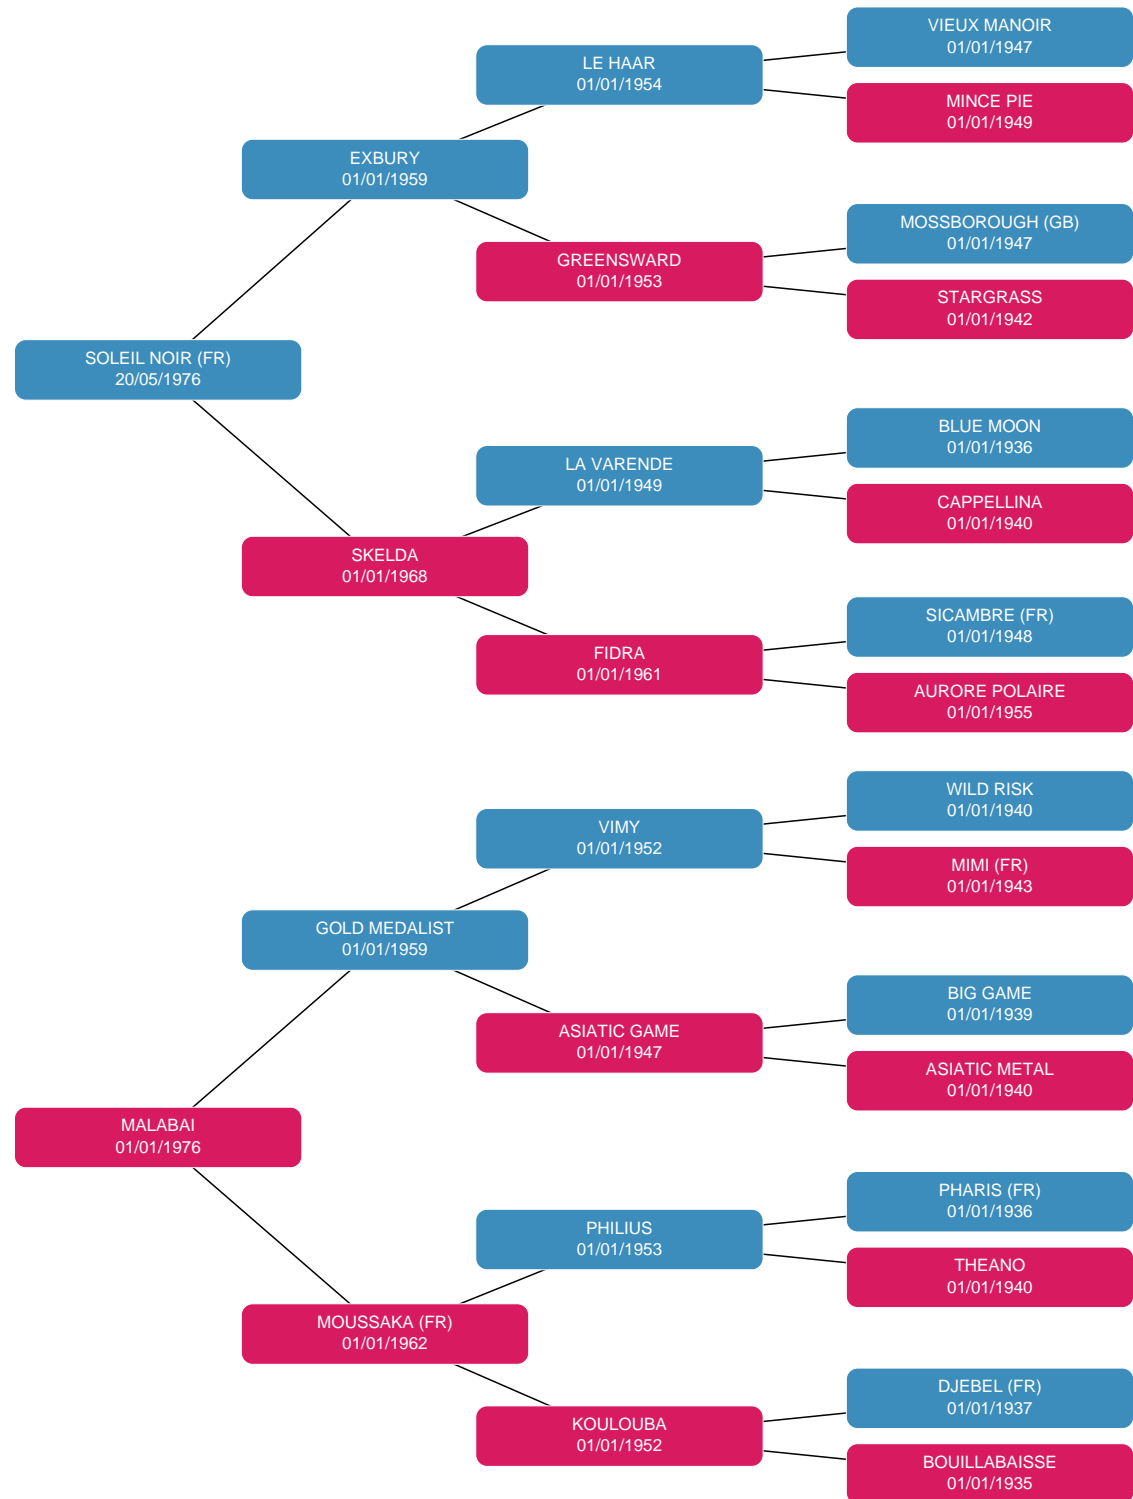 VIEUX MANOIR
01/01/1947
LE HAAR
01/01/1954
MINCE PIE
01/01/1949
EXBURY
01/01/1959
MOSSBOROUGH (GB)
01/01/1947
GREENSWARD
01/01/1953
STARGRASS
01/01/1942
SOLEIL NOIR (FR)
20/05/1976
BLUE MOON
01/01/1936
LA VARENDE
01/01/1949
CAPPELLINA
01/01/1940
SKELDA
01/01/1968
SICAMBRE (FR)
01/01/1948
FIDRA
01/01/1961
AURORE POLAIRE
01/01/1955
WILD RISK
01/01/1940
VIMY
01/01/1952
MIMI (FR)
01/01/1943
GOLD MEDALIST
01/01/1959
BIG GAME
01/01/1939
ASIATIC GAME
01/01/1947
ASIATIC METAL
01/01/1940
MALABAI
01/01/1976
PHARIS (FR)
01/01/1936
PHILIUS
01/01/1953
THEANO
01/01/1940
MOUSSAKA (FR)
01/01/1962
DJEBEL (FR)
01/01/1937
KOULOUBA
01/01/1952
BOUILLABAISSE
01/01/1935